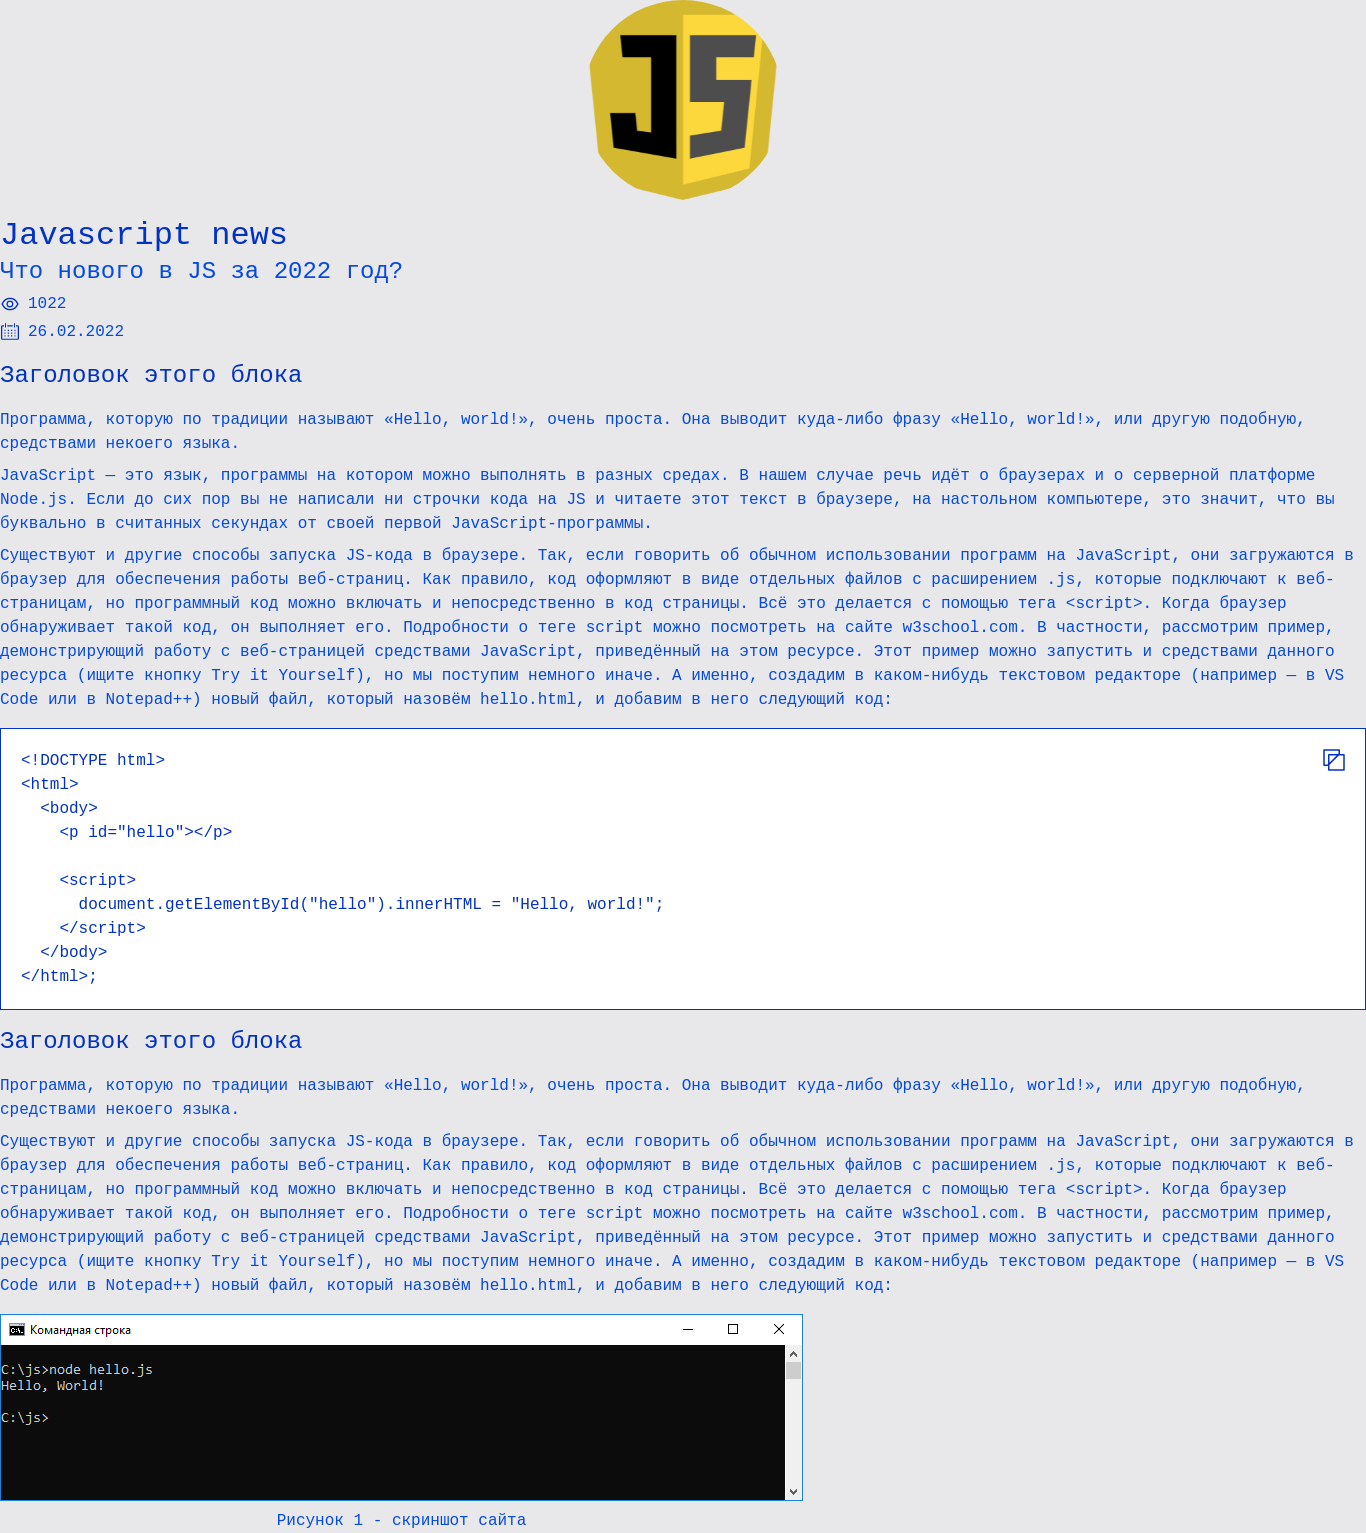 JS
Javascript news
Что нового в JS за 2022 год?
1022
26.02.2022
Заголовок этого блока
Программа, которую по традиции называют «Hello, world!», очень проста. Она выводит куда-либо фразу «Hello, world!», или другую подобную,
средствами некоего языка.
JavaScript — это язык, программы на котором можно выполнять в разных средах. В нашем случае речь идёт о браузерах и о серверной платформе
Node.js. Если до сих пор вы не написали ни строчки кода на JS и читаете этот текст в браузере, на настольном компьютере, это значит, что вы
буквально в считанных секундах от своей первой JavaScript-программы.
Существуют и другие способы запуска JS-кода в браузере. Так, если говорить об обычном использовании программ на JavaScript, они загружаются в
браузер для обеспечения работы веб-страниц. Как правило, код оформляют в виде отдельных файлов с расширением .js, которые подключают к веб-
страницам, но программный код можно включать и непосредственно в код страницы. Всё это делается с помощью тега <script>. Когда браузер
обнаруживает такой код, он выполняет его. Подробности о теге script можно посмотреть на сайте w3school.com. В частности, рассмотрим пример,
демонстрирующий работу с веб-страницей средствами JavaScript, приведённый на этом ресурсе. Этот пример можно запустить и средствами данного
ресурса (ищите кнопку Try it Yourself), но мы поступим немного иначе. А именно, создадим в каком-нибудь текстовом редакторе (например — в VS
Code или в Notepad++) новый файл, который назовём hello.html, и добавим в него следующий код:
<!DOCTYPE html>
<html>
  <body>
    <p id="hello"></p>

    <script>
      document.getElementById("hello").innerHTML = "Hello, world!";
    </script>
  </body>
</html>;
Заголовок этого блока
Программа, которую по традиции называют «Hello, world!», очень проста. Она выводит куда-либо фразу «Hello, world!», или другую подобную,
средствами некоего языка.
Существуют и другие способы запуска JS-кода в браузере. Так, если говорить об обычном использовании программ на JavaScript, они загружаются в
браузер для обеспечения работы веб-страниц. Как правило, код оформляют в виде отдельных файлов с расширением .js, которые подключают к веб-
страницам, но программный код можно включать и непосредственно в код страницы. Всё это делается с помощью тега <script>. Когда браузер
обнаруживает такой код, он выполняет его. Подробности о теге script можно посмотреть на сайте w3school.com. В частности, рассмотрим пример,
демонстрирующий работу с веб-страницей средствами JavaScript, приведённый на этом ресурсе. Этот пример можно запустить и средствами данного
ресурса (ищите кнопку Try it Yourself), но мы поступим немного иначе. А именно, создадим в каком-нибудь текстовом редакторе (например — в VS
Code или в Notepad++) новый файл, который назовём hello.html, и добавим в него следующий код:
Командная строка
C:\js>node hello.js
Hello, World!
C:\js>
Рисунок 1 - скриншот сайта